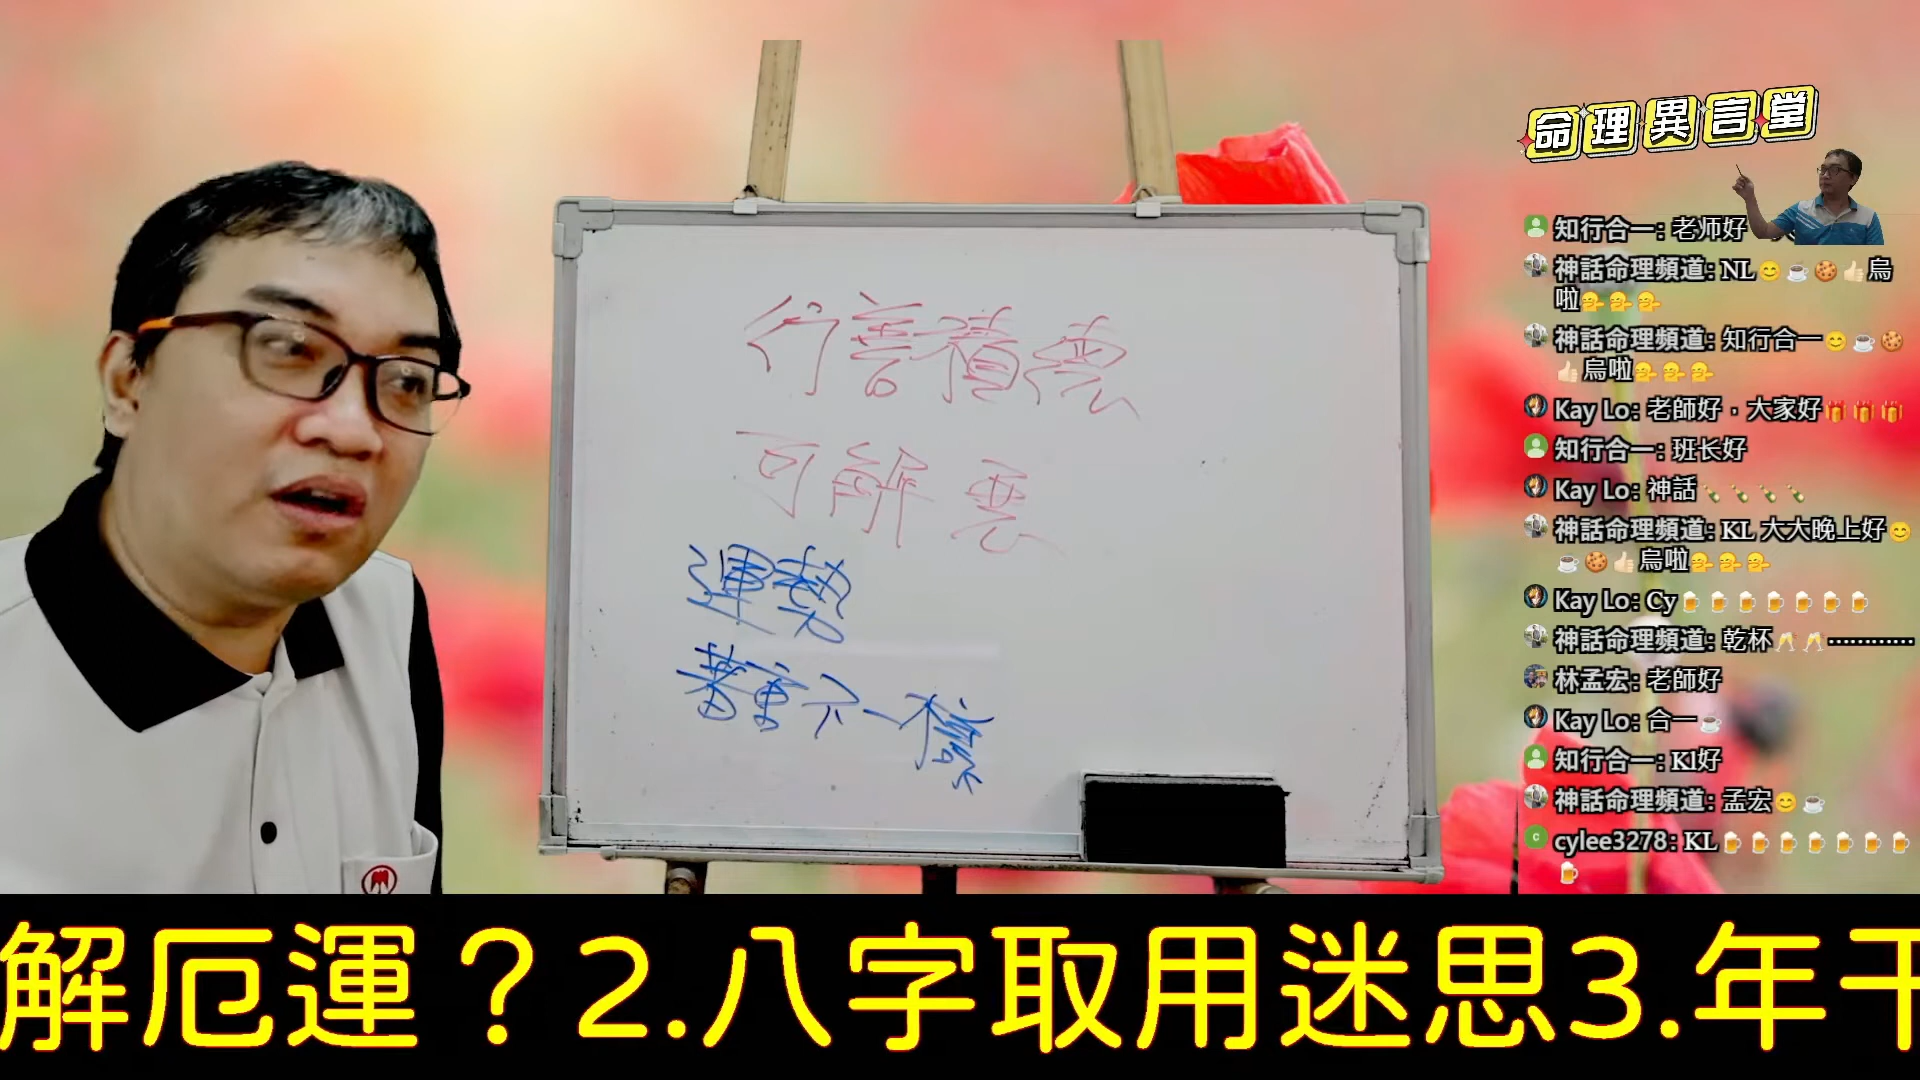 命理異言堂
行善積德
可解惡
運勢
著重不一樣
知行合一: 老师好
神話命理頻道: NL😊☕🍪👍🏻烏
啦🫡🫡🫡
神話命理頻道: 知行合一😊☕🍪
👍🏻烏啦🫡🫡🫡
Kay Lo: 老師好,大家好🎁🎁🎁
知行合一: 班长好
Kay Lo: 神話🍾🍾🍾🍾
神話命理頻道: KL 大大晚上好😊
☕🍪👍🏻烏啦🫡🫡🫡
Kay Lo: Cy🍺🍺🍺🍺🍺🍺🍺
神話命理頻道: 乾杯🥂🥂⋯⋯⋯⋯
林孟宏: 老師好
Kay Lo: 合一☕
知行合一: Kl好
神話命理頻道: 孟宏😊☕
cylee3278: KL🍺🍺🍺🍺🍺🍺🍺
🍺
解厄運？2.八字取用迷思3.年干